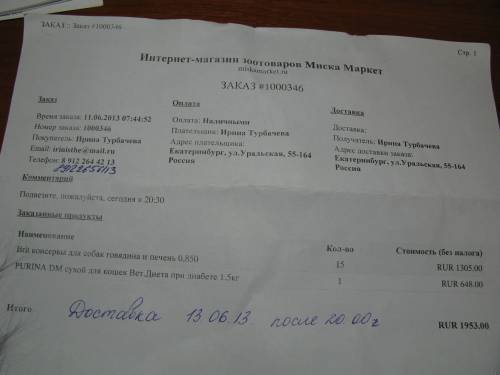 ЗАКАЗ :: Заказ #1000346
Стр. 1
Интернет-магазин зоотоваров Миска Маркет
miskamarket.ru
ЗАКАЗ #1000346
Заказ
Время заказа: 11.06.2013 07:44:52
Номер заказа: 1000346
Покупатель: Ирина Турбачева
Email: irinisthe@mail.ru
Телефон: 8 912 264 42 13
Оплата
Оплата: Наличными
Плательщик: Ирина Турбачева
Адрес плательщика:
Екатеринбург, ул.Уральская, 55-164
Россия
Доставка
Доставка:
Получатель: Ирина Турбачева
Адрес доставки заказа:
Екатеринбург, ул.Уральская, 55-164
Россия
Комментарий
Подвезите, пожалуйста, сегодня к 20:30
Заказанные продукты
Наименование Кол-во Стоимость (без налога)
Brit консервы для собак говядина и печень 0,850 15 RUR 1305.00
PURINA DM сухой для кошек Вет.Диета при диабете 1.5кг 1 RUR 648.00
Итого RUR 1953.00
Доставка 13.06.13. после 20.00ч